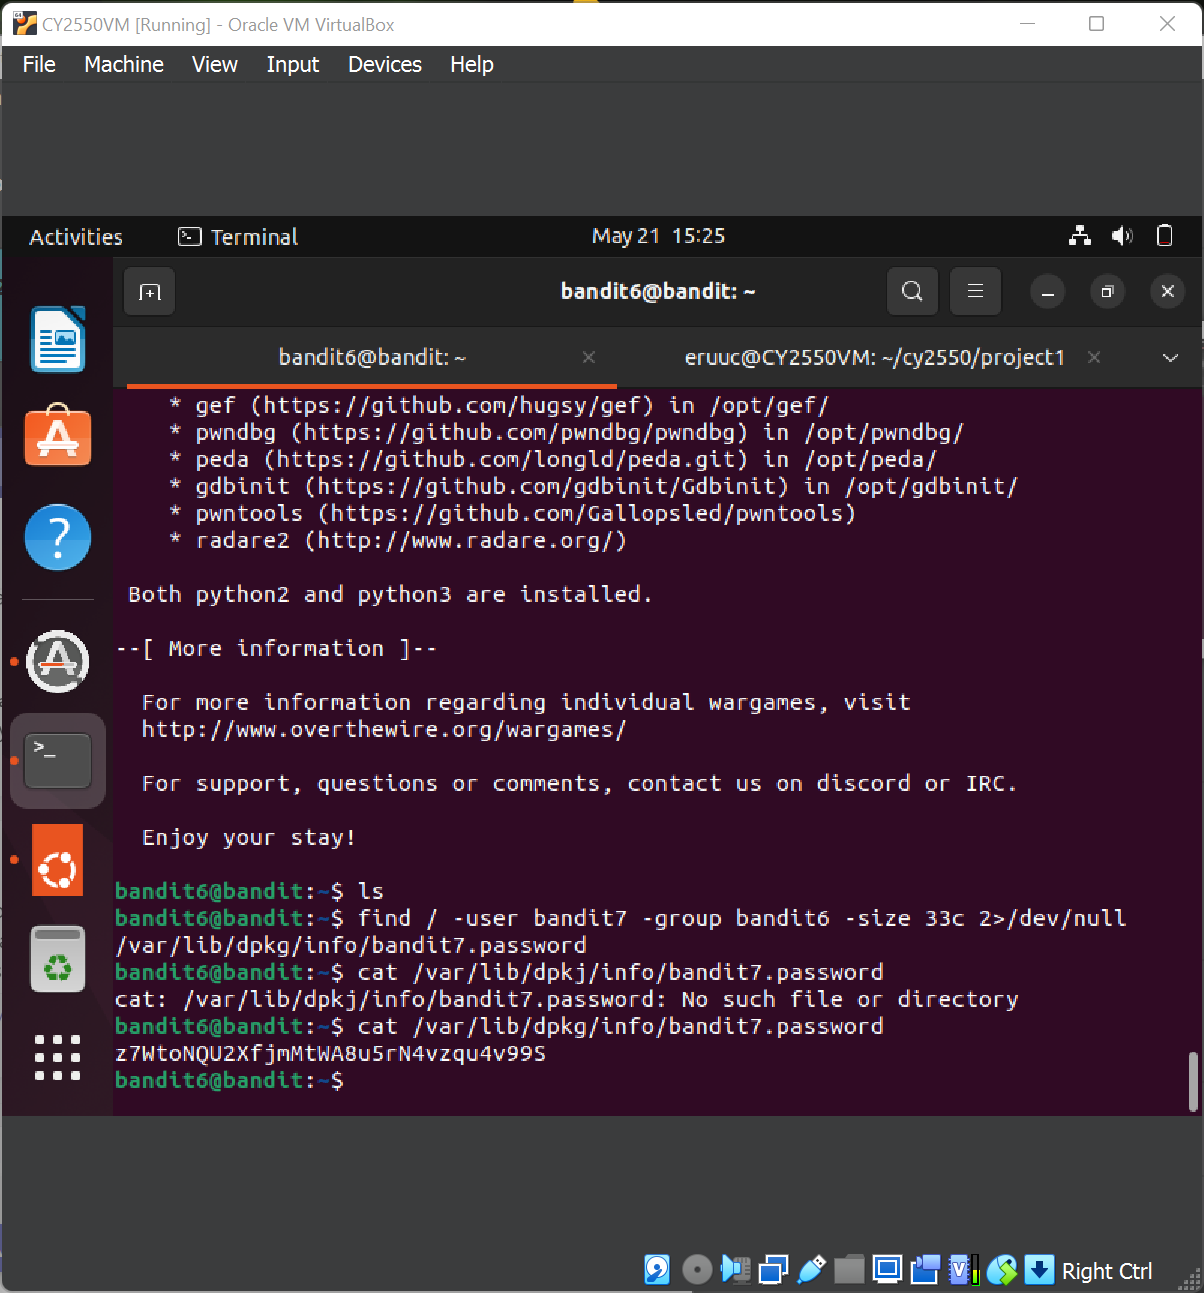 CY2550VM [Running] - Oracle VM VirtualBox
File Machine View Input Devices Help
Activities Terminal May 21 15:25
bandit6@bandit: ~
bandit6@bandit: ~ eruuc@CY2550VM: ~/cy2550/project1
* gef (https://github.com/hugsy/gef) in /opt/gef/
* pwndbg (https://github.com/pwndbg/pwndbg) in /opt/pwndbg/
* peda (https://github.com/longld/peda.git) in /opt/peda/
* gdbinit (https://github.com/gdbinit/Gdbinit) in /opt/gdbinit/
* pwntools (https://github.com/Gallopsled/pwntools)
* radare2 (http://www.radare.org/)
Both python2 and python3 are installed.
--[ More information ]--
For more information regarding individual wargames, visit
http://www.overthewire.org/wargames/
For support, questions or comments, contact us on discord or IRC.
Enjoy your stay!
bandit6@bandit:~$ ls
bandit6@bandit:~$ find / -user bandit7 -group bandit6 -size 33c 2>/dev/null
/var/lib/dpkg/info/bandit7.password
bandit6@bandit:~$ cat /var/lib/dpkj/info/bandit7.password
cat: /var/lib/dpkj/info/bandit7.password: No such file or directory
bandit6@bandit:~$ cat /var/lib/dpkg/info/bandit7.password
z7WtoNQU2XfjmMtWA8u5rN4vzqu4v99S
bandit6@bandit:~$
Right Ctrl